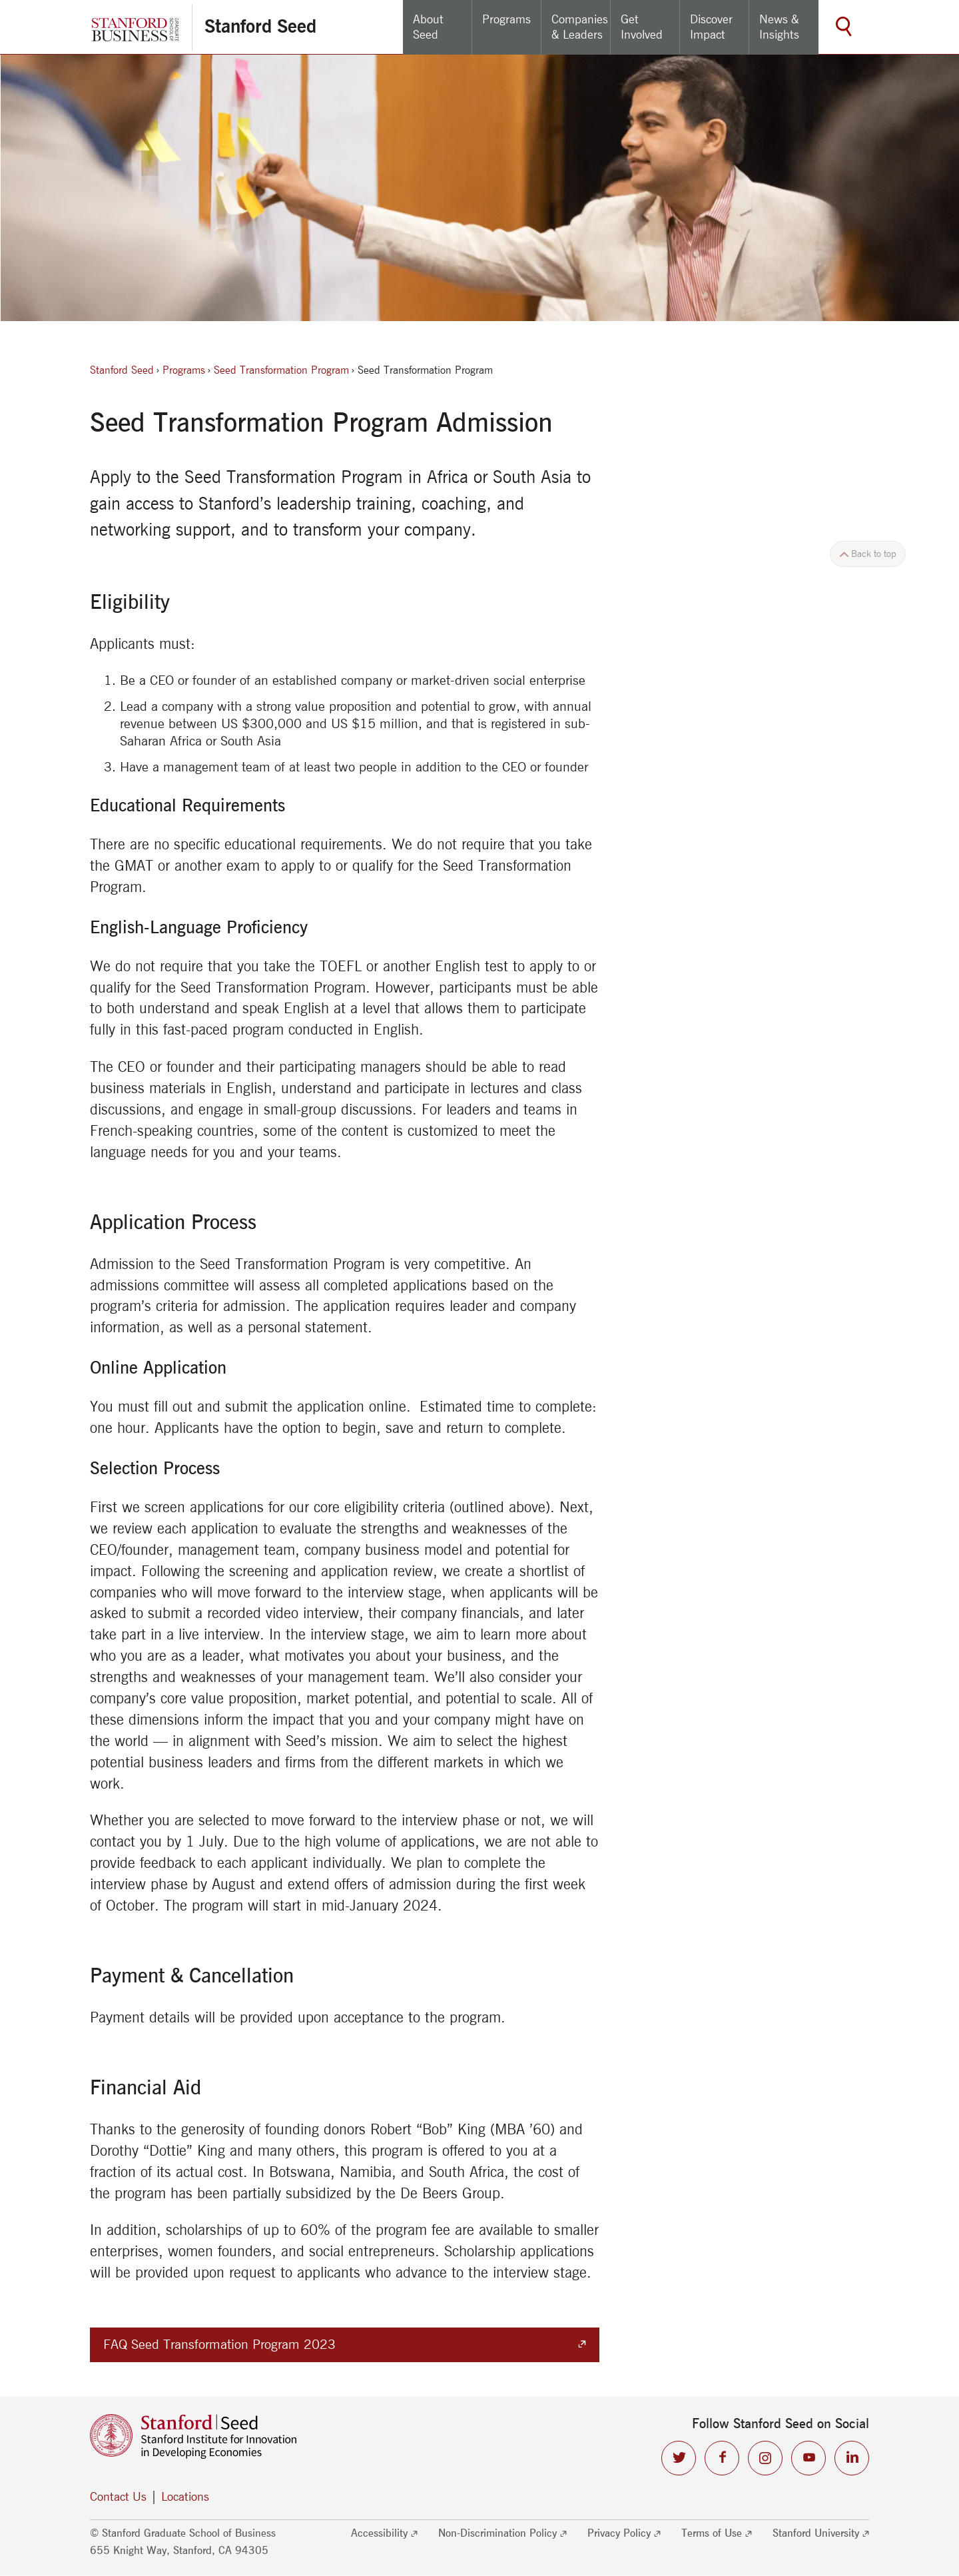 STANFORD
BUSINESS
GRADUATE
SCHOOL OF
Stanford Seed
About
Seed
Programs
Companies
& Leaders
Get
Involved
Discover
Impact
News &
Insights
Stanford Seed › Programs › Seed Transformation Program › Seed Transformation Program
Seed Transformation Program Admission
Apply to the Seed Transformation Program in Africa or South Asia to
gain access to Stanford’s leadership training, coaching, and
networking support, and to transform your company.
Back to top
Eligibility
Applicants must:
1. Be a CEO or founder of an established company or market-driven social enterprise
2. Lead a company with a strong value proposition and potential to grow, with annual
revenue between US $300,000 and US $15 million, and that is registered in sub-
Saharan Africa or South Asia
3. Have a management team of at least two people in addition to the CEO or founder
Educational Requirements
There are no specific educational requirements. We do not require that you take
the GMAT or another exam to apply to or qualify for the Seed Transformation
Program.
English-Language Proficiency
We do not require that you take the TOEFL or another English test to apply to or
qualify for the Seed Transformation Program. However, participants must be able
to both understand and speak English at a level that allows them to participate
fully in this fast-paced program conducted in English.
The CEO or founder and their participating managers should be able to read
business materials in English, understand and participate in lectures and class
discussions, and engage in small-group discussions. For leaders and teams in
French-speaking countries, some of the content is customized to meet the
language needs for you and your teams.
Application Process
Admission to the Seed Transformation Program is very competitive. An
admissions committee will assess all completed applications based on the
program’s criteria for admission. The application requires leader and company
information, as well as a personal statement.
Online Application
You must fill out and submit the application online.  Estimated time to complete:
one hour. Applicants have the option to begin, save and return to complete.
Selection Process
First we screen applications for our core eligibility criteria (outlined above). Next,
we review each application to evaluate the strengths and weaknesses of the
CEO/founder, management team, company business model and potential for
impact. Following the screening and application review, we create a shortlist of
companies who will move forward to the interview stage, when applicants will be
asked to submit a recorded video interview, their company financials, and later
take part in a live interview. In the interview stage, we aim to learn more about
who you are as a leader, what motivates you about your business, and the
strengths and weaknesses of your management team. We’ll also consider your
company’s core value proposition, market potential, and potential to scale. All of
these dimensions inform the impact that you and your company might have on
the world — in alignment with Seed’s mission. We aim to select the highest
potential business leaders and firms from the different markets in which we
work.
Whether you are selected to move forward to the interview phase or not, we will
contact you by 1 July. Due to the high volume of applications, we are not able to
provide feedback to each applicant individually. We plan to complete the
interview phase by August and extend offers of admission during the first week
of October. The program will start in mid-January 2024.
Payment & Cancellation
Payment details will be provided upon acceptance to the program.
Financial Aid
Thanks to the generosity of founding donors Robert “Bob” King (MBA ’60) and
Dorothy “Dottie” King and many others, this program is offered to you at a
fraction of its actual cost. In Botswana, Namibia, and South Africa, the cost of
the program has been partially subsidized by the De Beers Group.
In addition, scholarships of up to 60% of the program fee are available to smaller
enterprises, women founders, and social entrepreneurs. Scholarship applications
will be provided upon request to applicants who advance to the interview stage.
FAQ Seed Transformation Program 2023
Stanford | Seed
Stanford Institute for Innovation
in Developing Economies
Follow Stanford Seed on Social
Contact Us | Locations
© Stanford Graduate School of Business
655 Knight Way, Stanford, CA 94305
Accessibility
Non-Discrimination Policy
Privacy Policy
Terms of Use
Stanford University